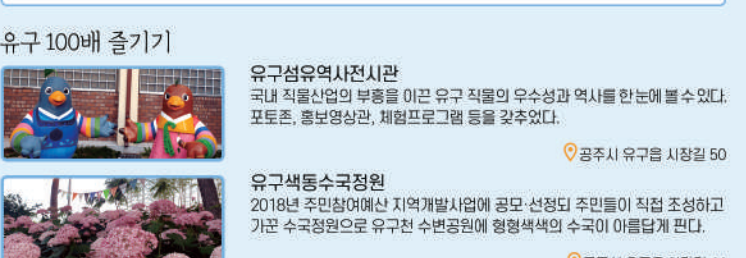 유구 100배 즐기기
유구섬유역사전시관
국내 직물산업의 부흥을 이끈 유구 직물의 우수성과 역사를 한눈에 볼 수 있다.
포토존, 홍보영상관, 체험프로그램 등을 갖추었다.
공주시 유구읍 시장길 50
유구색동수국정원
2018년 주민참여예산 지역개발사업에 공모·선정되 주민들이 직접 조성하고
가꾼 수국정원으로 유구천 수변공원에 형형색색의 수국이 아름답게 핀다.